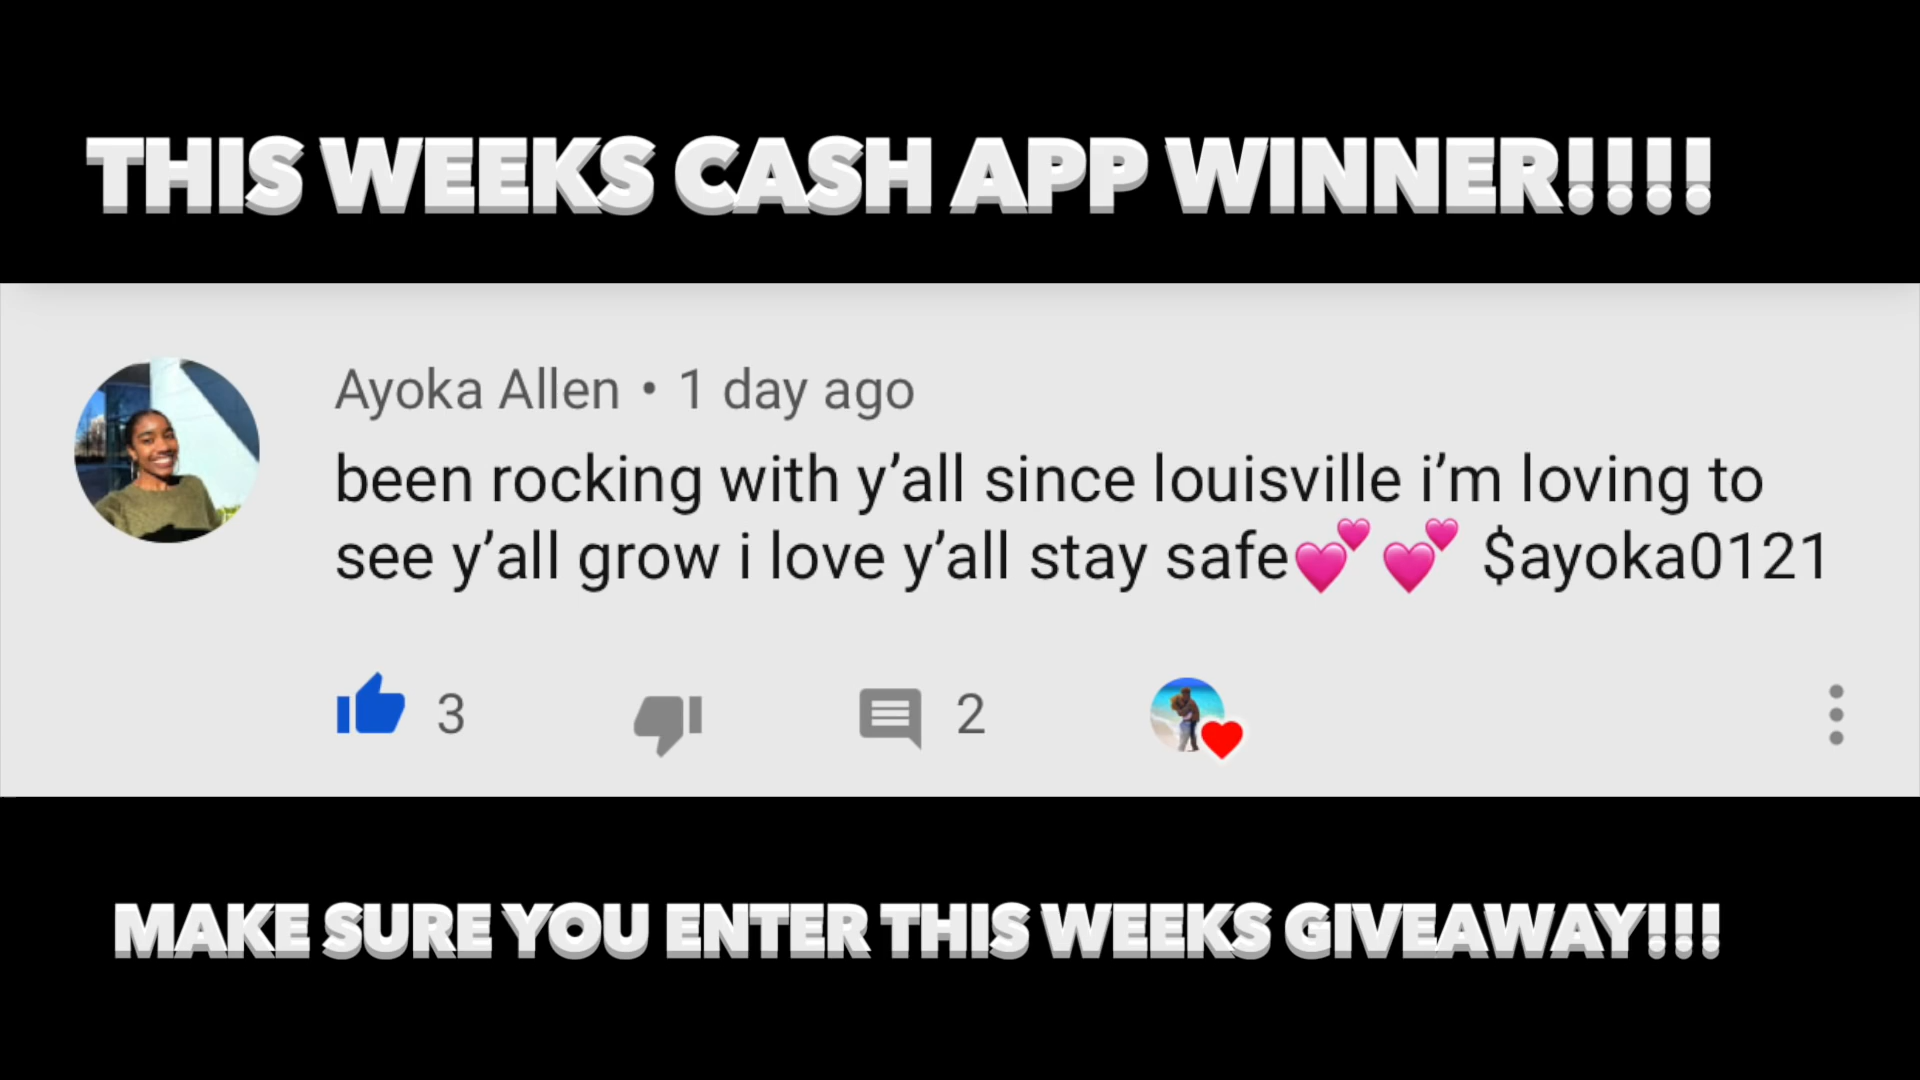 THIS WEEKS CASH APP WINNER!!!!
Ayoka Allen • 1 day ago
been rocking with y’all since louisville i’m loving to
see y’all grow i love y’all stay safe💕 💕 $ayoka0121
3 2
MAKE SURE YOU ENTER THIS WEEKS GIVEAWAY!!!